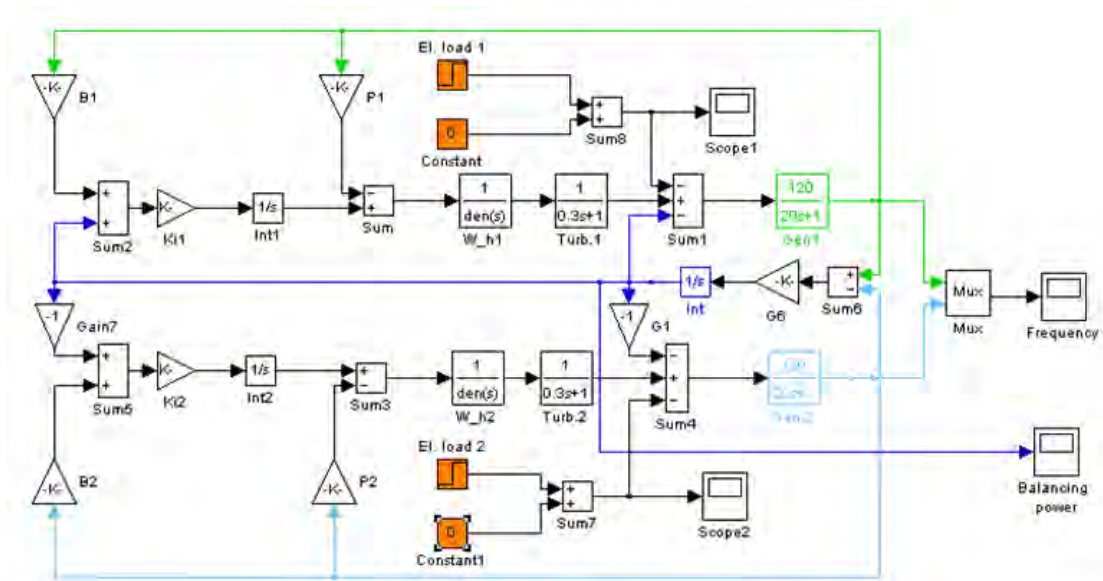 El. load 1
-K-
B1
-K-
P1
0
Constant
+
+
Sum8
Scope1
+
+
Sum2
K-
Ki1
1/s
Int1
−
+
Sum
1
den(s)
W_h1
1
0.3s+1
Turb.1
−
+
−
Sum1
120
20s+1
Gen1
-1
Gain7
1/s
Int
-K-
G6
+
−
Sum6
Mux
Mux
Frequency
-1
G1
+
+
Sum5
K-
Ki2
1/s
Int2
+
−
Sum3
1
den(s)
W_h2
1
0.3s+1
Turb.2
−
+
−
Sum4
-K-
B2
-K-
P2
El. load 2
0
Constant1
+
+
Sum7
Scope2
Balancing
power